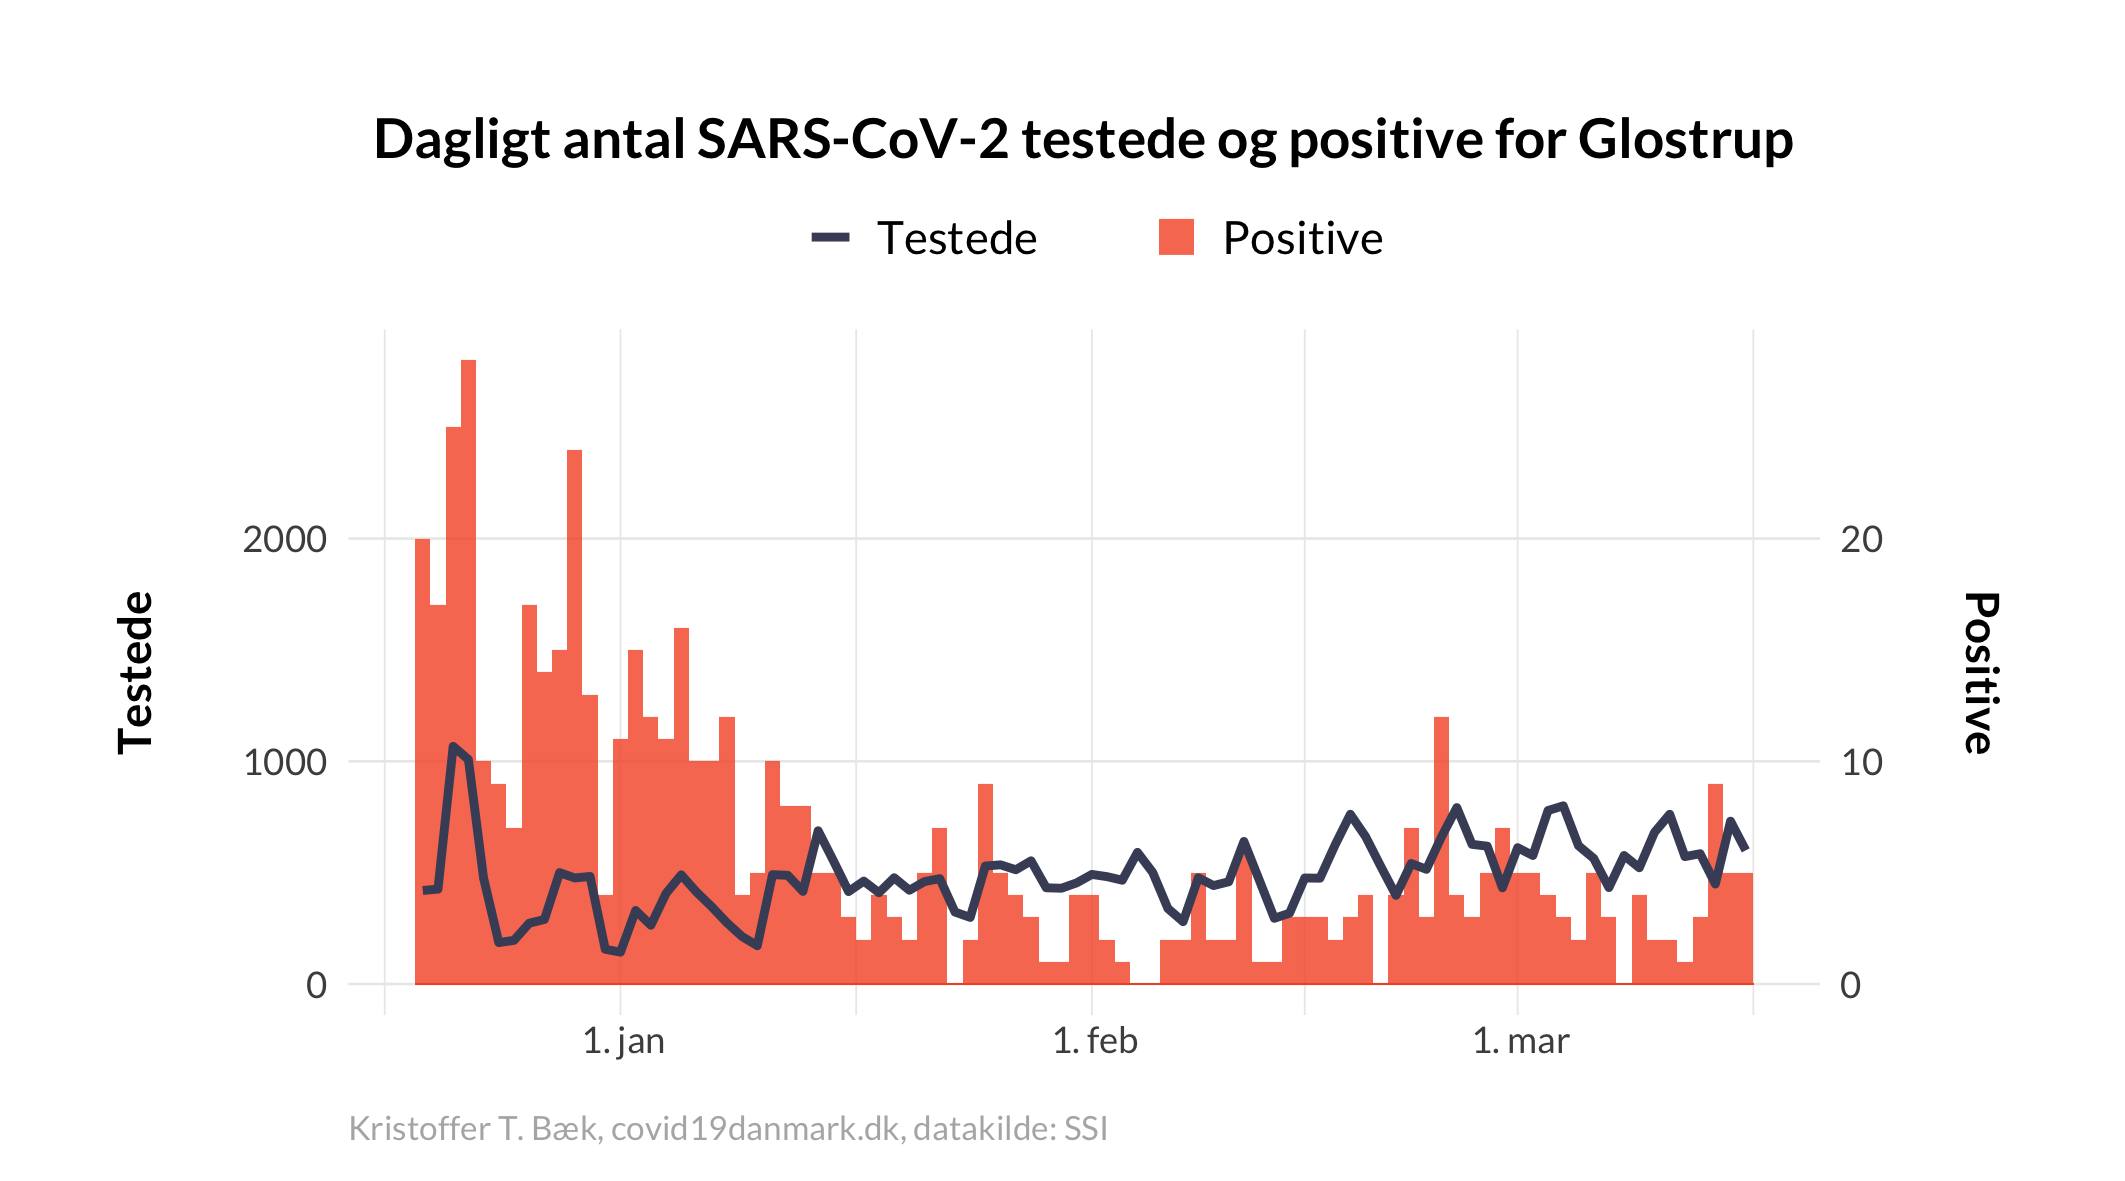 Dagligt antal SARS-CoV-2 testede og positive for Glostrup
Testede
Positive
2000
1000
0
Testede
20
10
0
Positive
1. jan
1. feb
1. mar
Kristoffer T. Bæk, covid19danmark.dk, datakilde: SSI